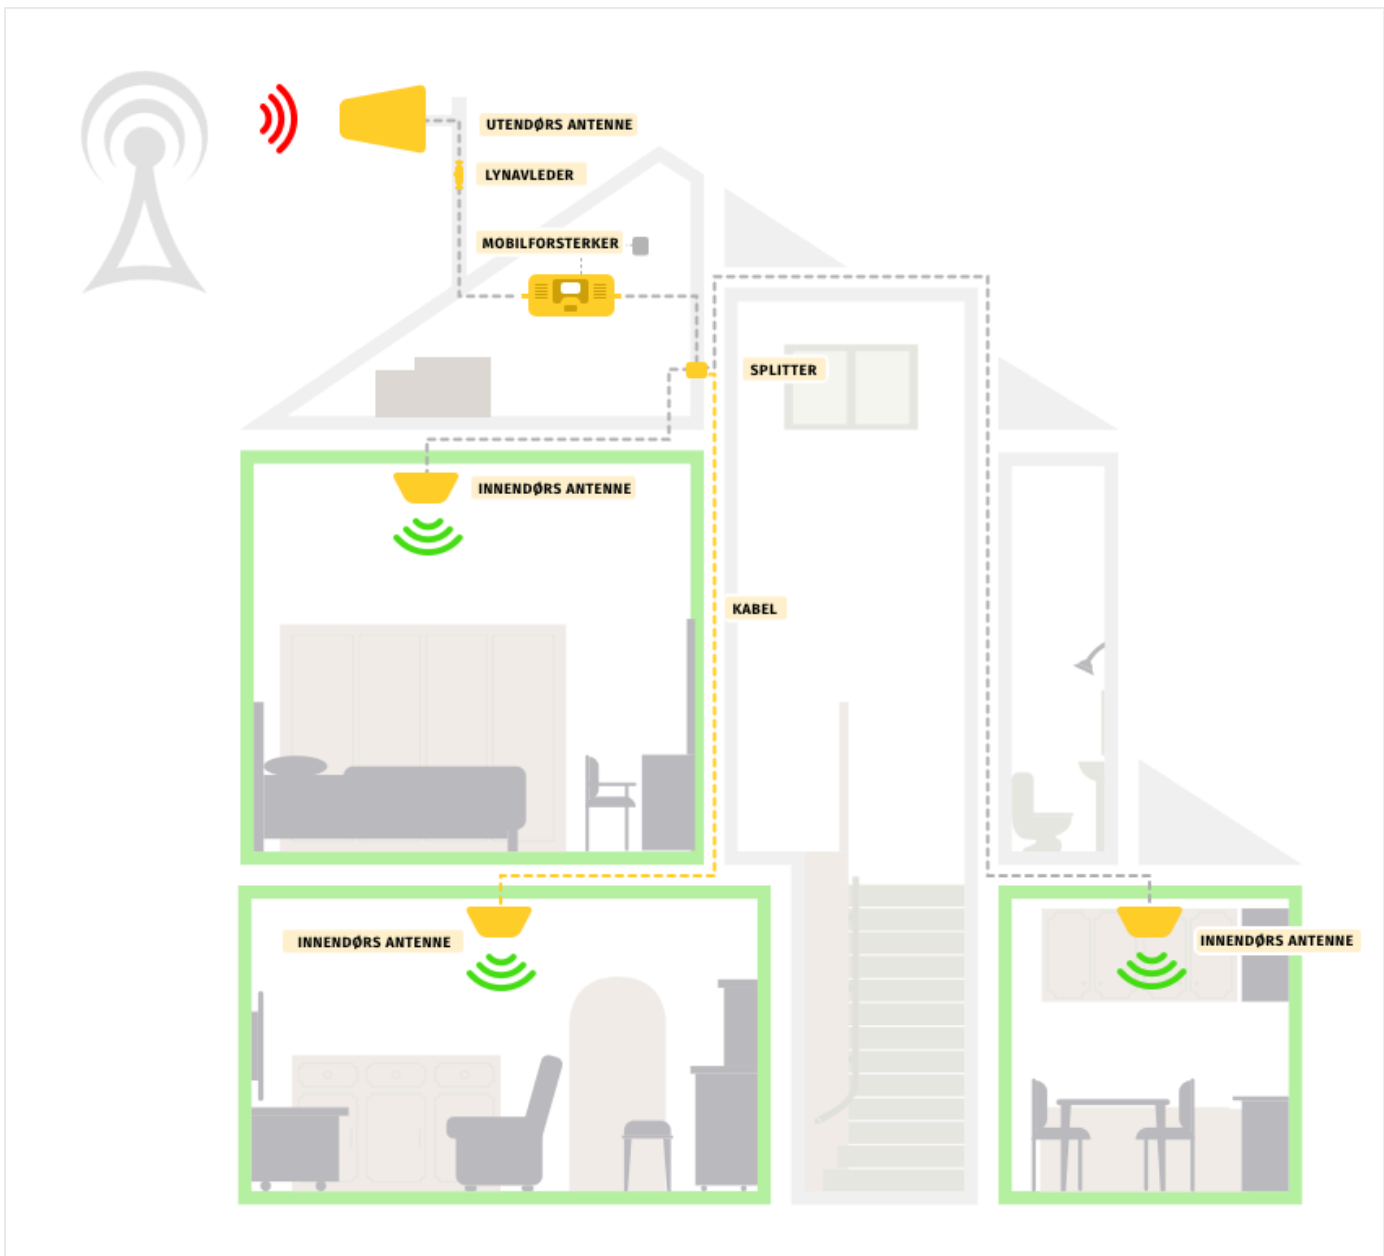 UTENDØRS ANTENNE
LYNAVLEDER
MOBILFORSTERKER
SPLITTER
INNENDØRS ANTENNE
KABEL
INNENDØRS ANTENNE
INNENDØRS ANTENNE